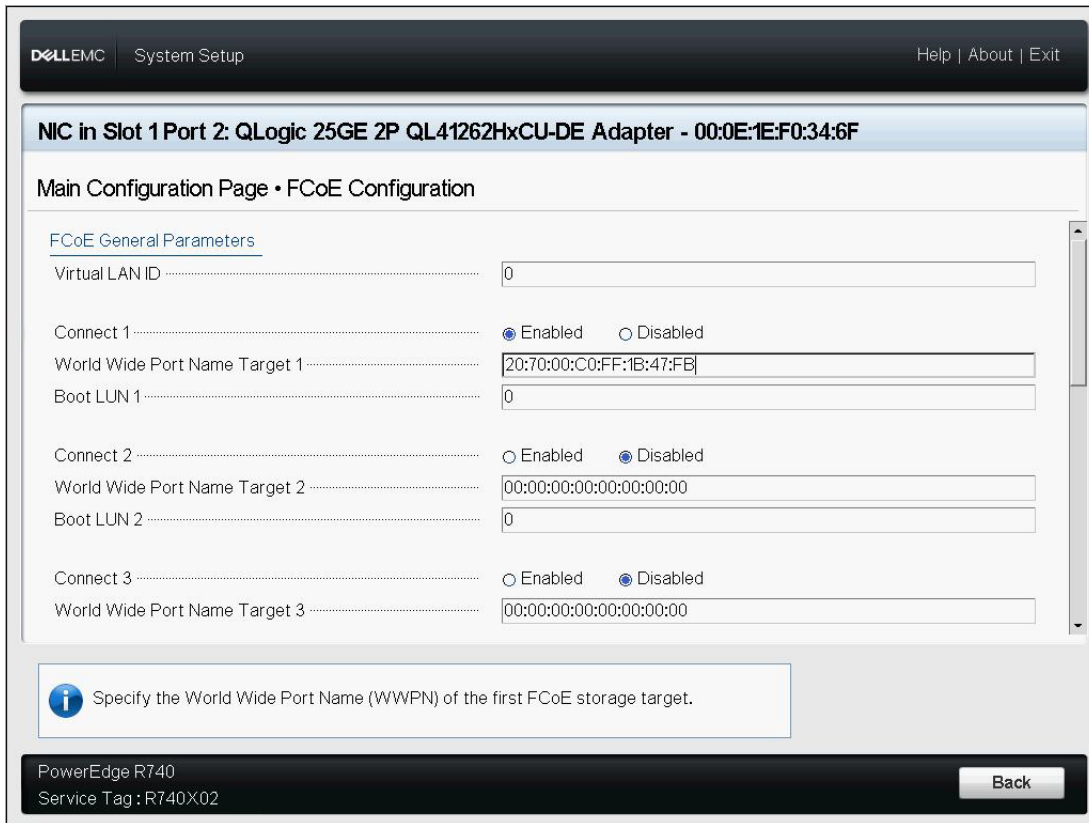 DELLEMC System Setup Help | About | Exit
NIC in Slot 1 Port 2: QLogic 25GE 2P QL41262HxCU-DE Adapter - 00:0E:1E:F0:34:6F
Main Configuration Page • FCoE Configuration
FCoE General Parameters
Virtual LAN ID 0
Connect 1 Enabled Disabled
World Wide Port Name Target 1 20:70:00:C0:FF:1B:47:FB
Boot LUN 1 0
Connect 2 Enabled Disabled
World Wide Port Name Target 2 00:00:00:00:00:00:00:00
Boot LUN 2 0
Connect 3 Enabled Disabled
World Wide Port Name Target 3 00:00:00:00:00:00:00:00
Specify the World Wide Port Name (WWPN) of the first FCoE storage target.
PowerEdge R740
Service Tag : R740X02
Back